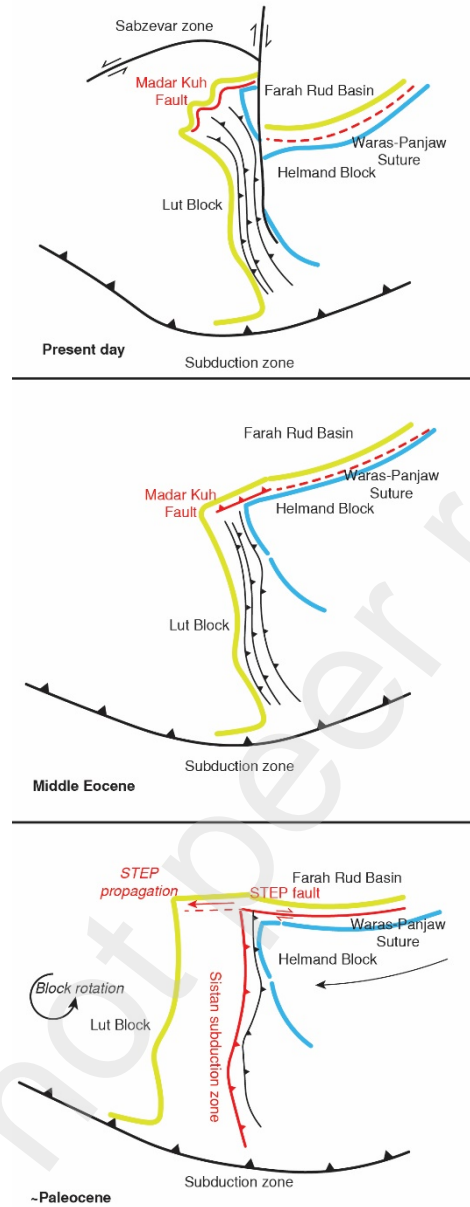 Sabzevar zone
Madar Kuh
Fault
Farah Rud Basin
Waras-Panjaw
Suture
Helmand Block
Lut Block
Present day
Subduction zone
Farah Rud Basin
Waras-Panjaw
Suture
Madar Kuh
Fault
Helmand Block
Lut Block
Subduction zone
Middle Eocene
STEP
propagation
Farah Rud Basin
STEP fault
Waras-Panjaw
Suture
Helmand Block
Block rotation
Lut Block
Sistan subduction zone
Subduction zone
~Paleocene
not peer r